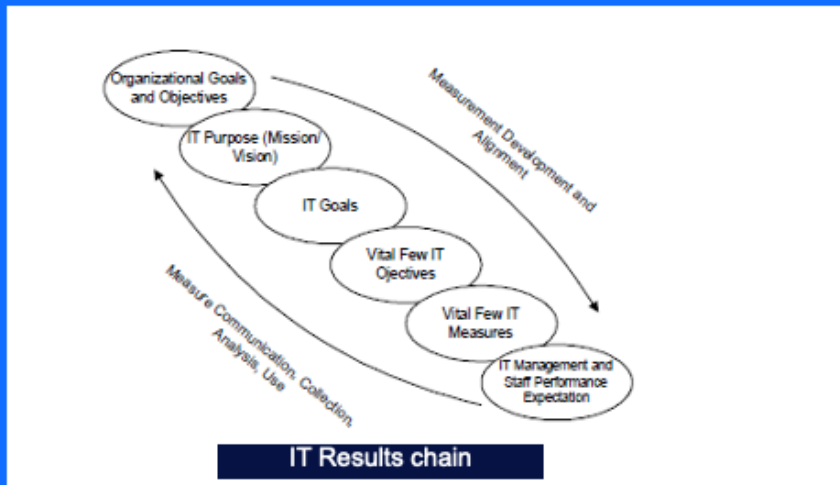 Organizational Goals
and Objectives
Measurement Development and
Alignment
IT Purpose (Mission/
Vision)
IT Goals
Vital Few IT
Ojectives
Vital Few IT
Measures
IT Management and
Staff Performance
Expectation
Measure Communication, Collection,
Analysis, Use
IT Results chain